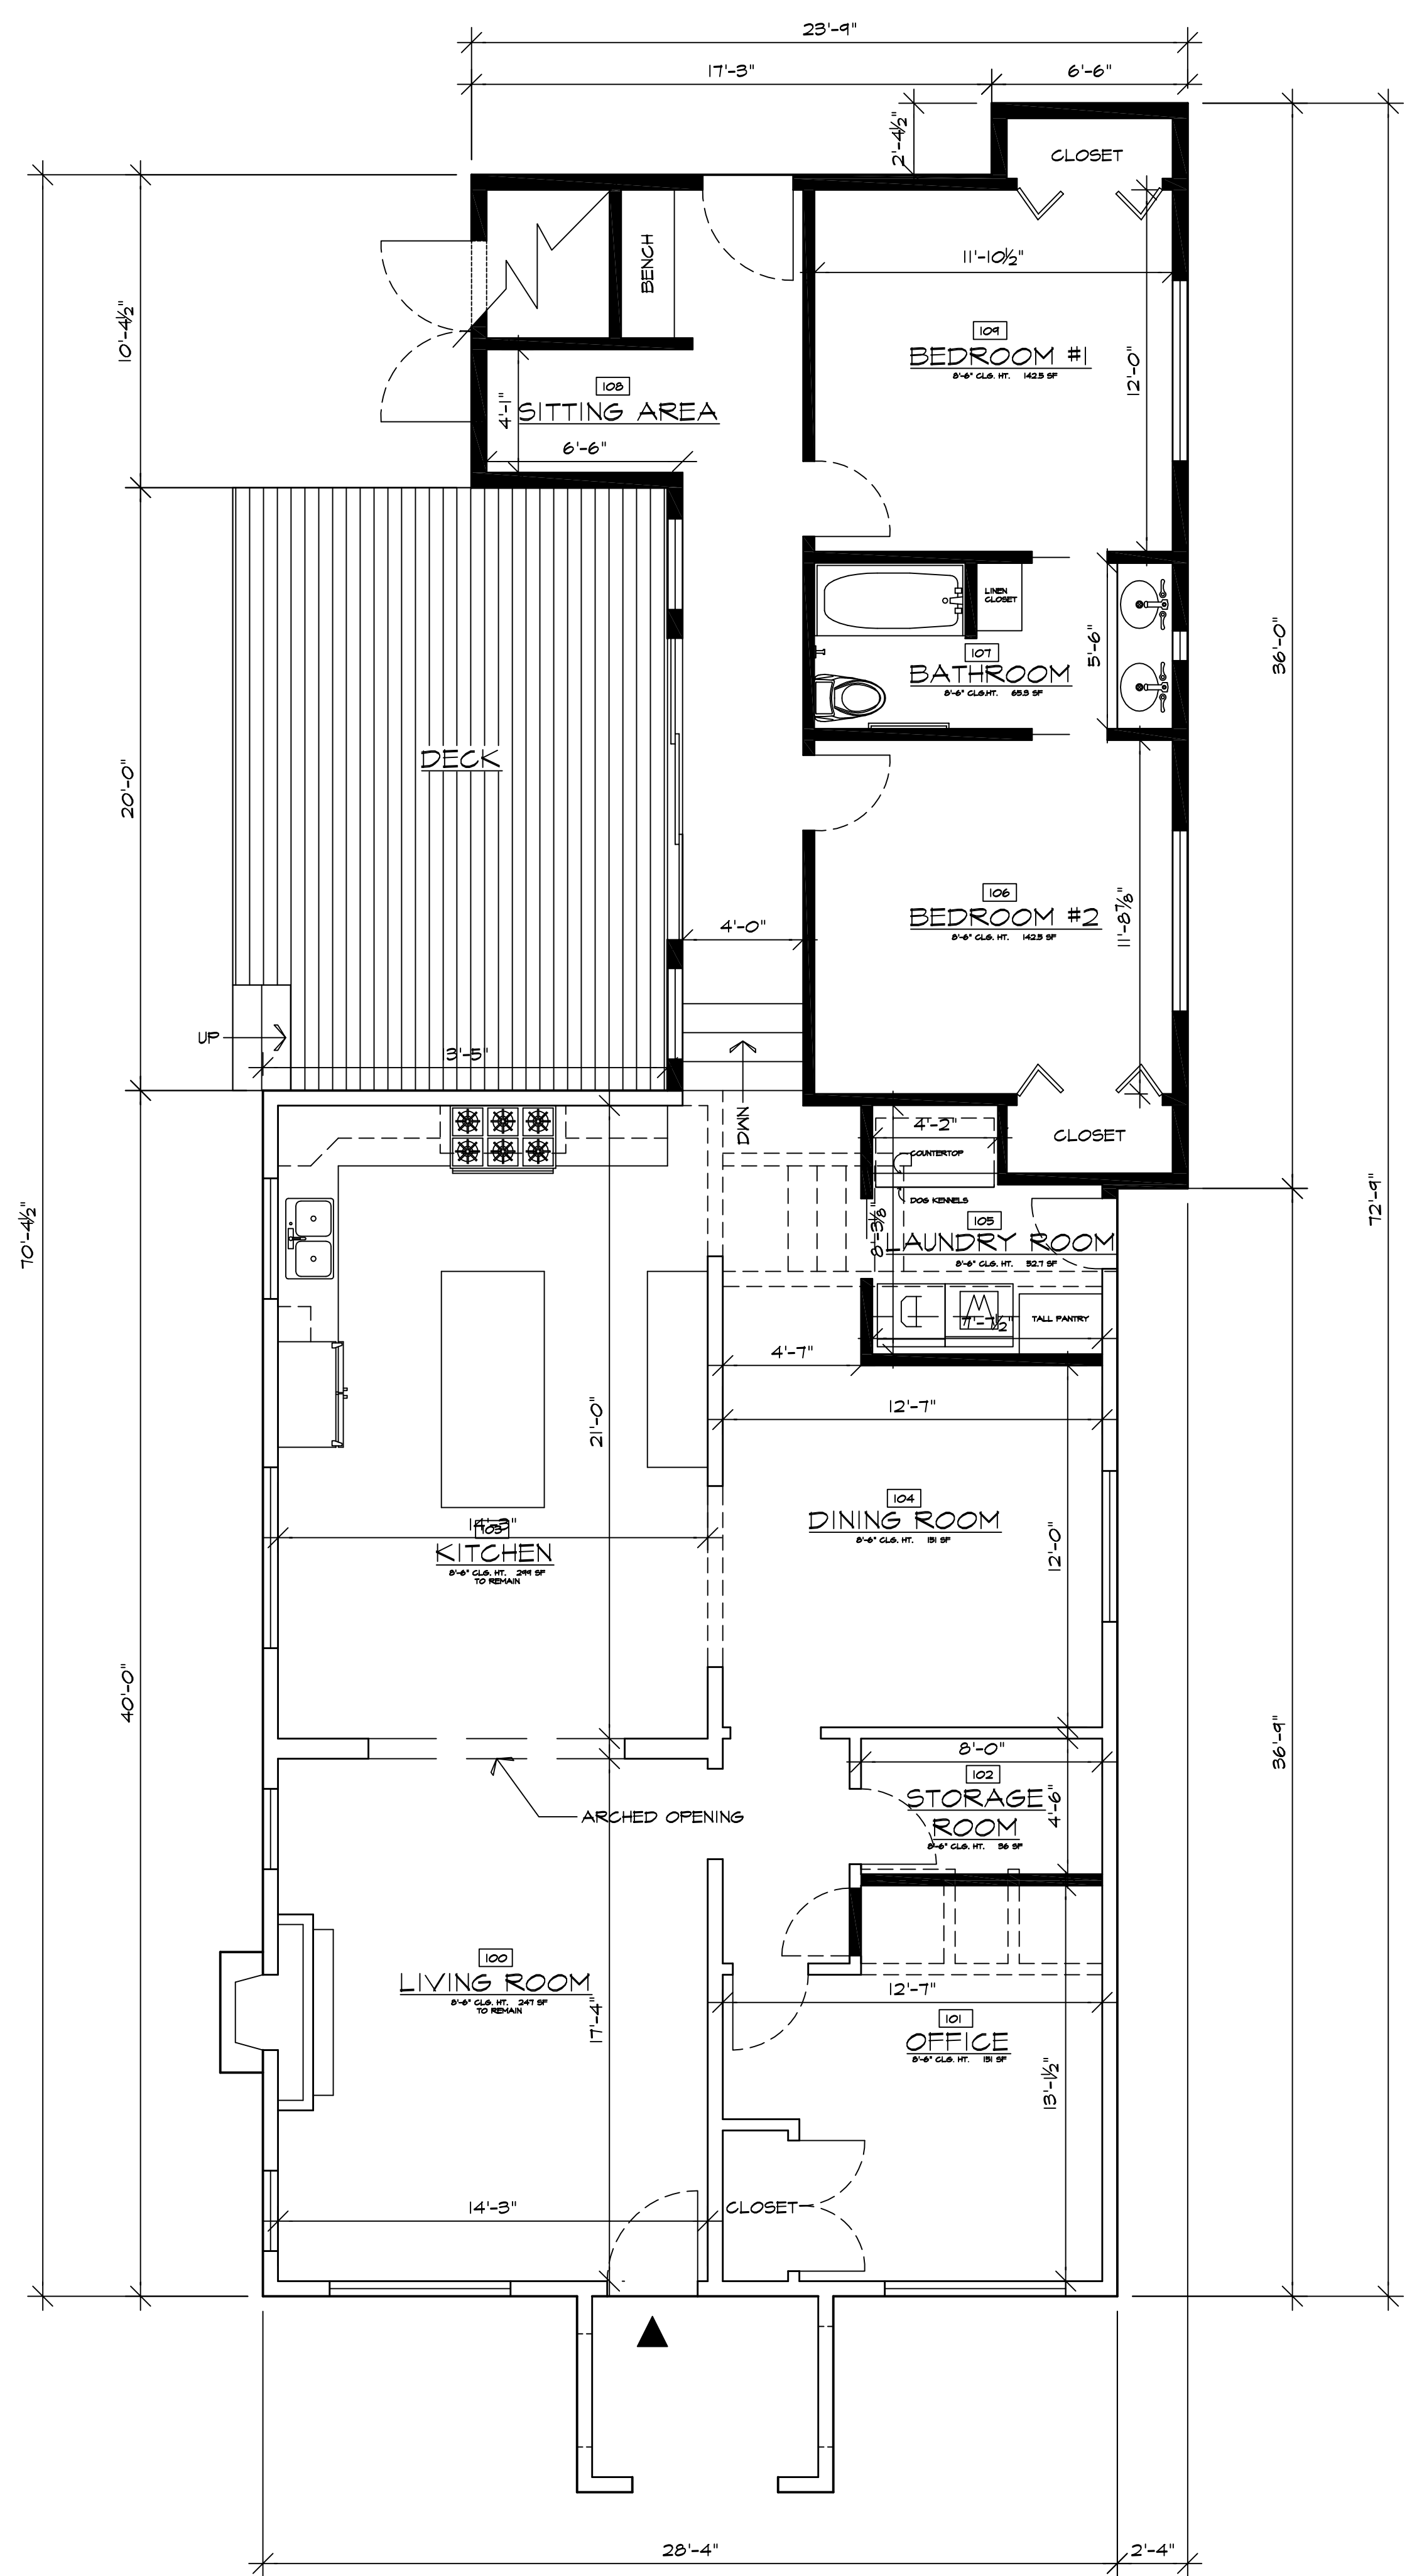 23'-9"
17'-3"
6'-6"
2'-4½"
CLOSET
BENCH
11'-10½"
10'-4½"
109
BEDROOM #1
8'-6" CLG. HT. 142.5 SF
12'-0"
108
SITTING AREA
4'-1"
6'-6"
LINEN
CLOSET
5'-6"
107
BATHROOM
8'-6" CLG.HT. 65.5 SF
36'-0"
DECK
20'-0"
106
BEDROOM #2
8'-6" CLG. HT. 142.5 SF
11'-8⅞"
4'-0"
UP
3'-5"
DWN
4'-2"
CLOSET
COUNTERTOP
DOG KENNELS
8'-3⅛"
105
LAUNDRY ROOM
8'-6" CLG. HT. 52.7 SF
70'-4½"
72'-9"
D
W
7'-7½"
TALL PANTRY
4'-7"
12'-7"
21'-0"
104
DINING ROOM
8'-6" CLG. HT. 151 SF
12'-0"
14'-3"
103
KITCHEN
8'-6" CLG. HT. 299 SF
TO REMAIN
40'-0"
36'-9"
8'-0"
102
STORAGE
ROOM
8'-6" CLG. HT. 36 SF
4'-6"
ARCHED OPENING
100
LIVING ROOM
8'-6" CLG. HT. 247 SF
TO REMAIN
17'-4"
12'-7"
101
OFFICE
8'-6" CLG. HT. 151 SF
13'-1½"
14'-3"
CLOSET
28'-4"
2'-4"